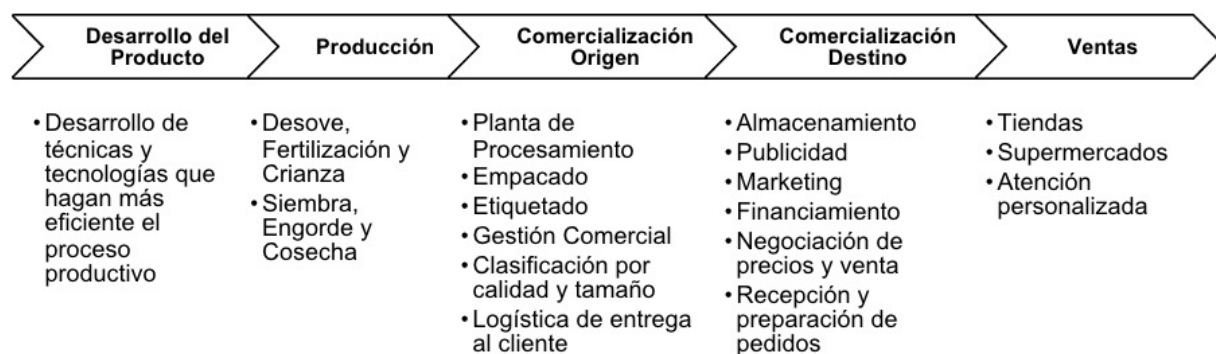 Desarrollo del
Producto
Producción
Comercialización
Origen
Comercialización
Destino
Ventas
• Desarrollo de
técnicas y
tecnologías que
hagan más
eficiente el
proceso
productivo
• Desove,
Fertilización y
Crianza
• Siembra,
Engorde y
Cosecha
• Planta de
Procesamiento
• Empacado
• Etiquetado
• Gestión Comercial
• Clasificación por
calidad y tamaño
• Logística de entrega
al cliente
• Almacenamiento
• Publicidad
• Marketing
• Financiamiento
• Negociación de
precios y venta
• Recepción y
preparación de
pedidos
• Tiendas
• Supermercados
• Atención
personalizada